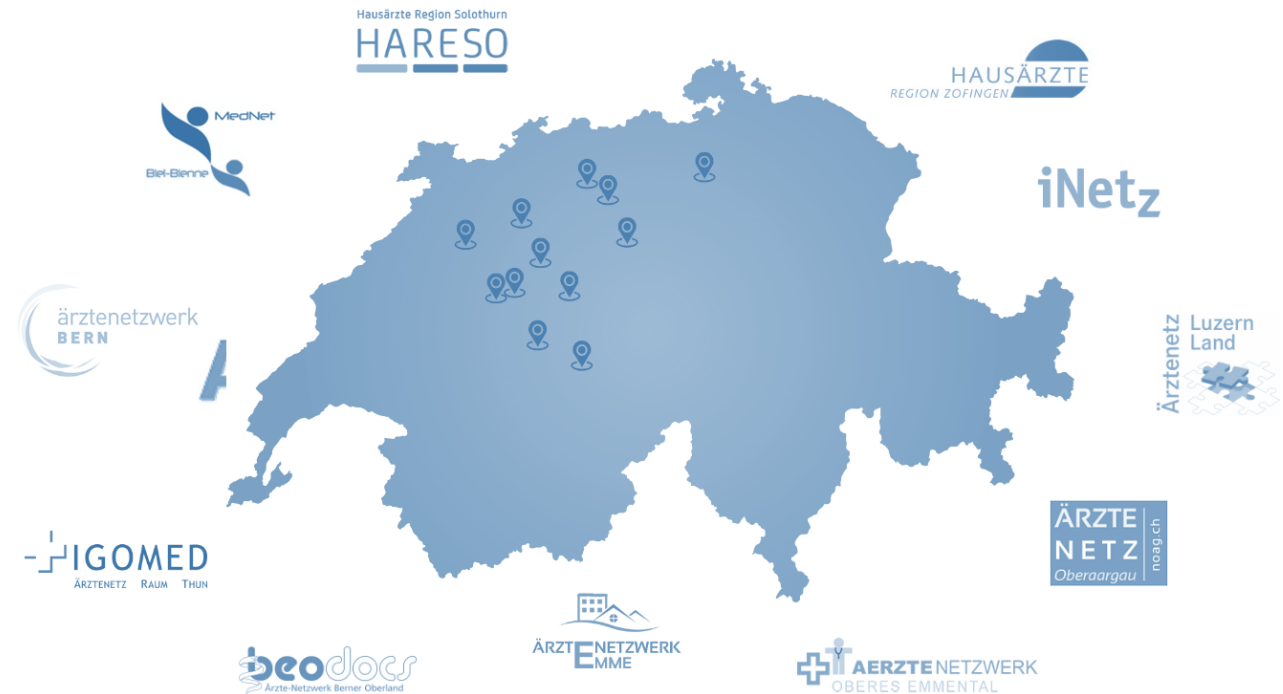 Hausärzte Region Solothurn
HARESO
HAUSÄRZTE
REGION ZOFINGEN
MedNet
Biel-Bienne
iNetz
ärztenetzwerk
BERN
A
Ärztenetz
Luzern
Land
IGOMED
ÄRZTENETZ RAUM THUN
ÄRZTE
NETZ
Oberaargau
noag.ch
ÄRZTENETZWERK
EMME
beodocs
Ärzte-Netzwerk Berner Oberland
AERZTENETZWERK
OBERES EMMENTAL